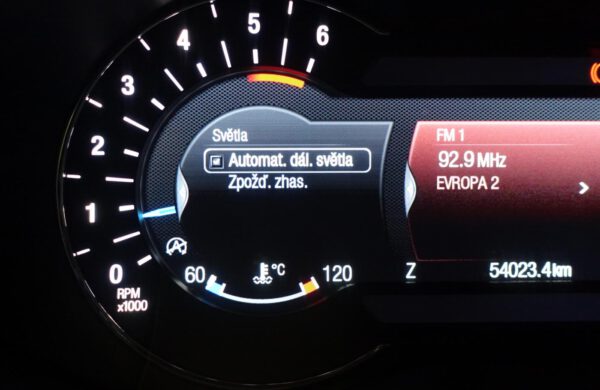 6
5
4
3
2
1
0
RPM
x1000
Světla
Automat. dál. světla
Zpožď. zhas.
60
°C
120
FM 1
92.9 MHz
EVROPA 2
Z
54023.4 km